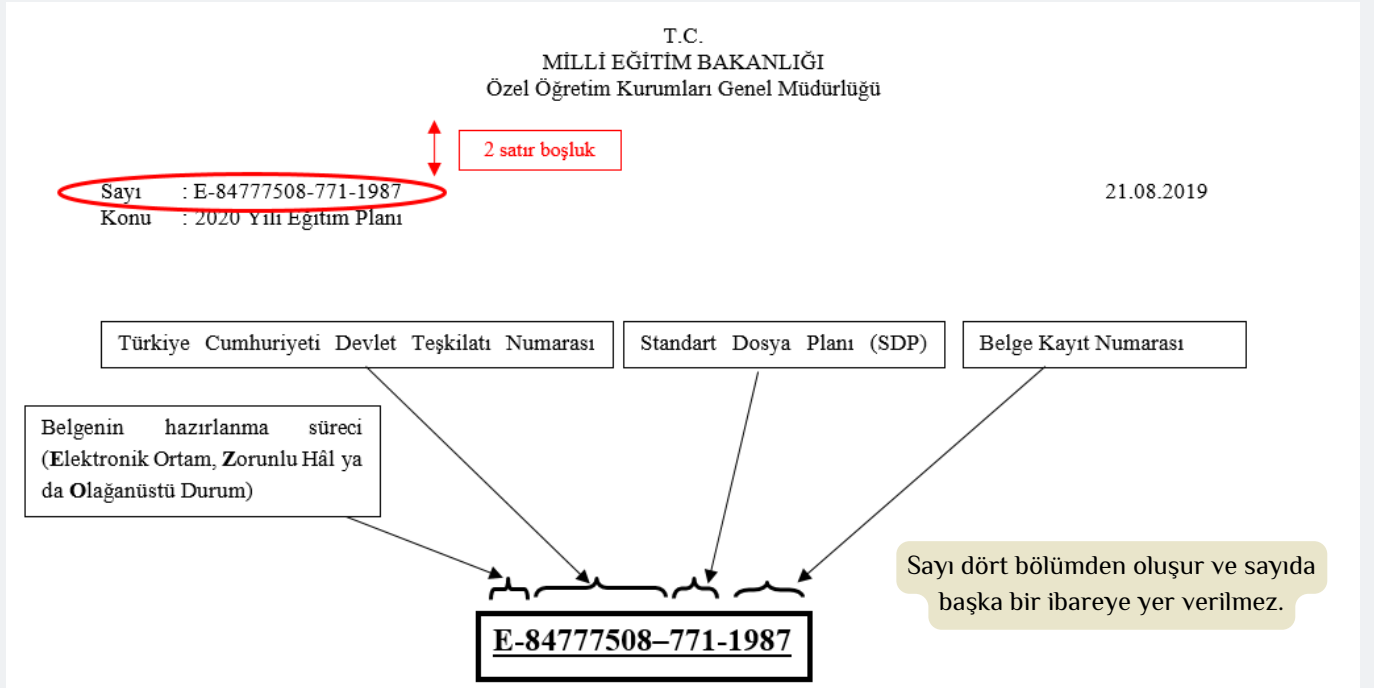 T.C.
MİLLİ EĞİTİM BAKANLIĞI
Özel Öğretim Kurumları Genel Müdürlüğü
2 satır boşluk
Sayı : E-84777508-771-1987
21.08.2019
Konu : 2020 Yılı Eğitim Planı
Türkiye Cumhuriyeti Devlet Teşkilatı Numarası
Standart Dosya Planı (SDP)
Belge Kayıt Numarası
Belgenin hazırlanma süreci
(Elektronik Ortam, Zorunlu Hâl ya
da Olağanüstü Durum)
Sayı dört bölümden oluşur ve sayıda
başka bir ibareye yer verilmez.
E-84777508–771-1987